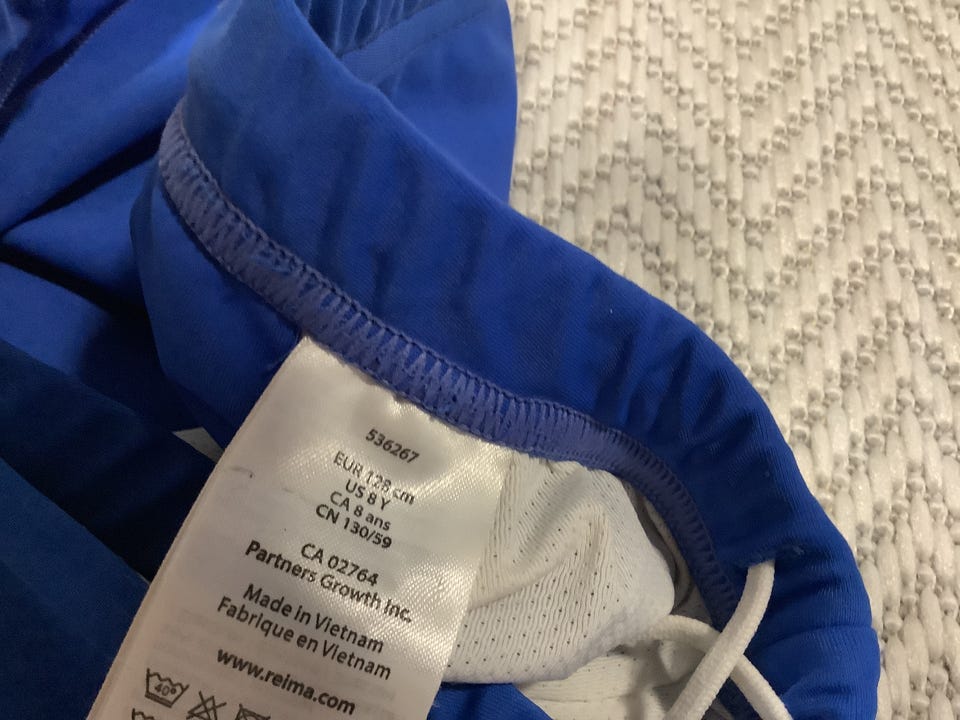 536267
EUR 128 cm
US 8 Y
CA 8 ans
CN 130/59
CA 02764
Partners Growth Inc.
Made in Vietnam
Fabrique en Vietnam
www.reima.com
40°